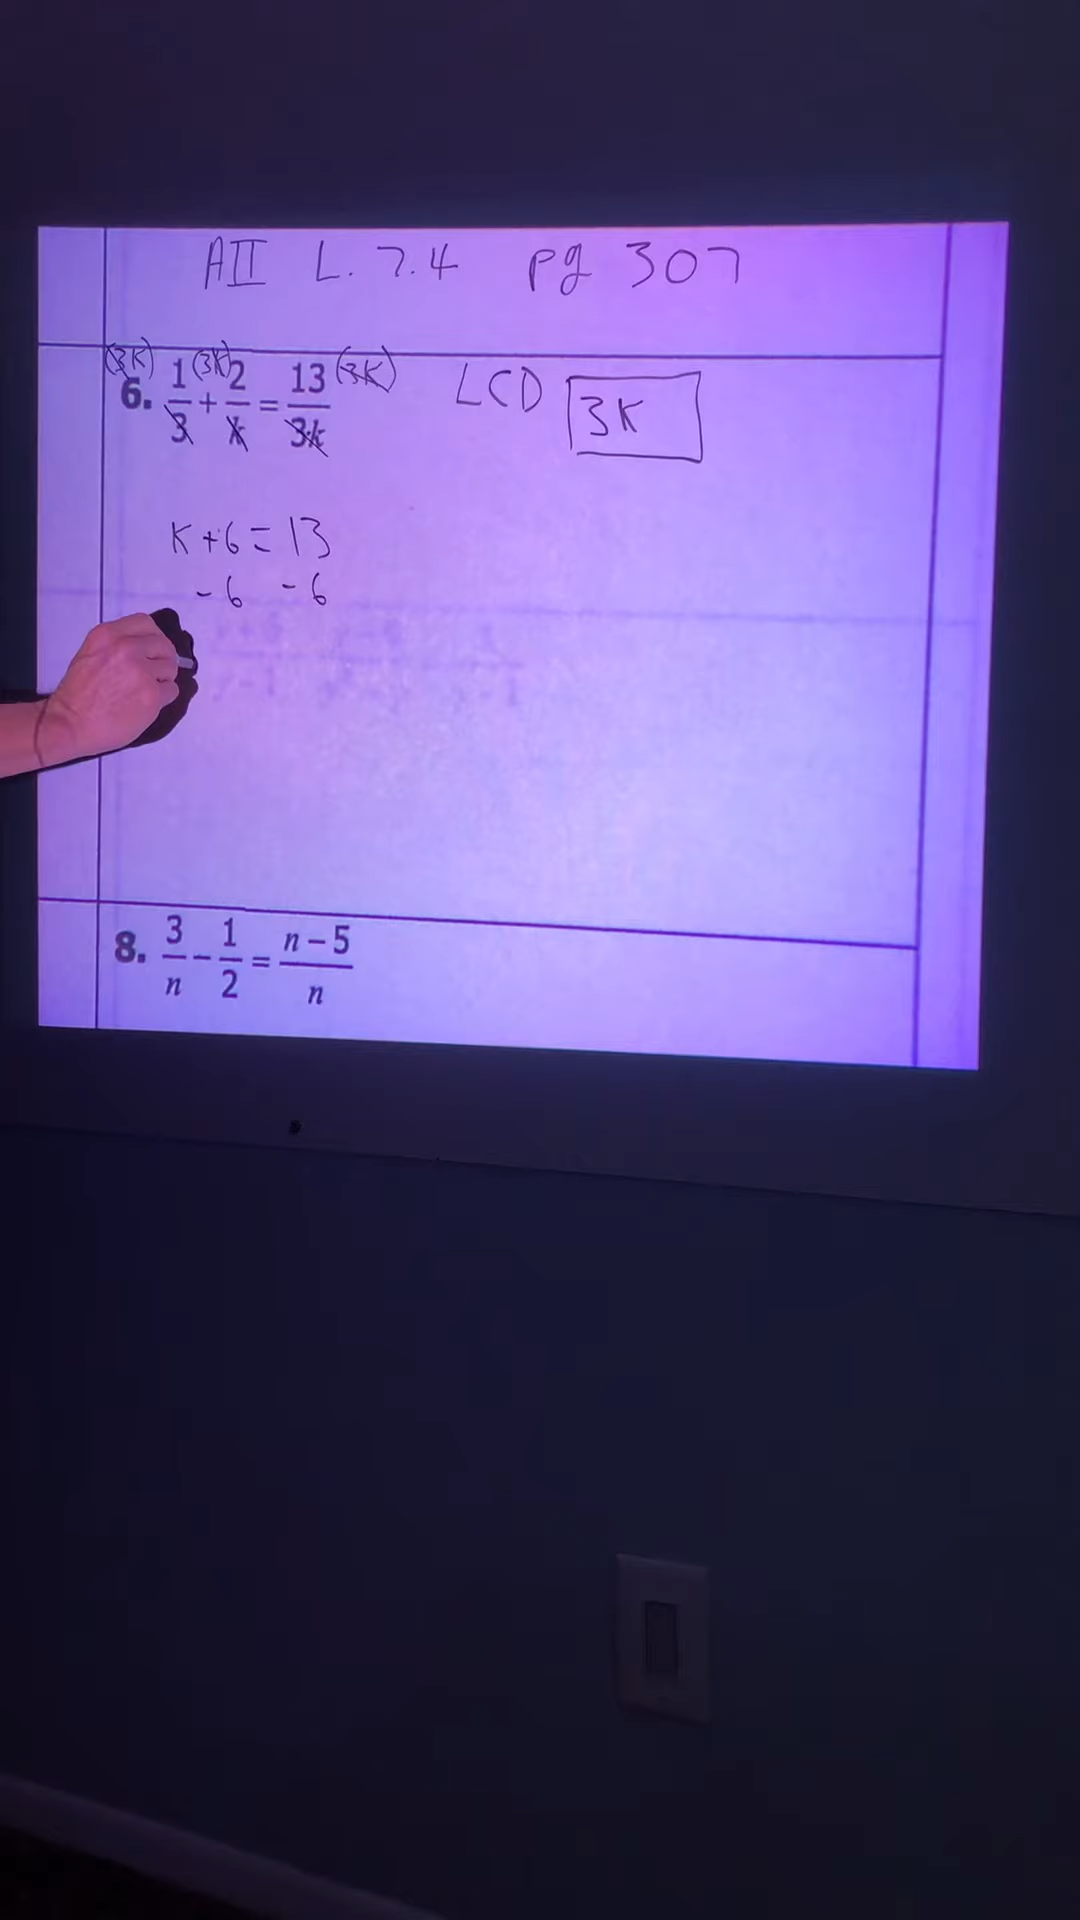 AII L. 7.4 pg 307
6. (3K) 1/3 + (3K) 2/k = 13/3k (3K) LCD 3K
K + 6 = 13
- 6 - 6
8. 3/n - 1/2 = n - 5/n